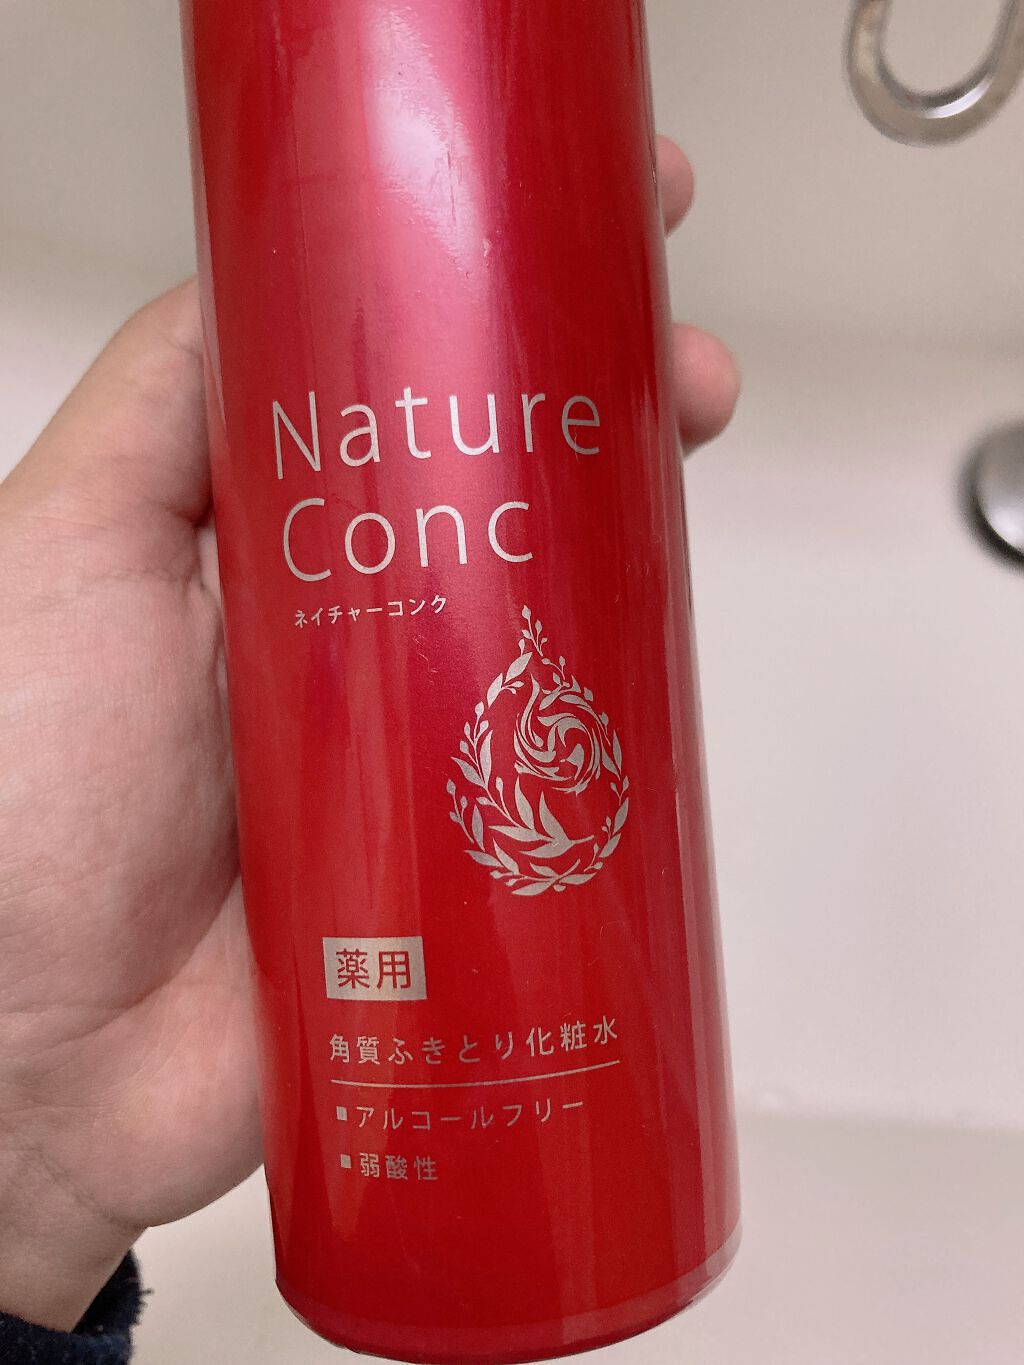 Nature
Conc
ネイチャーコンク
薬用
角質ふきとり化粧水
■アルコールフリー
■弱酸性